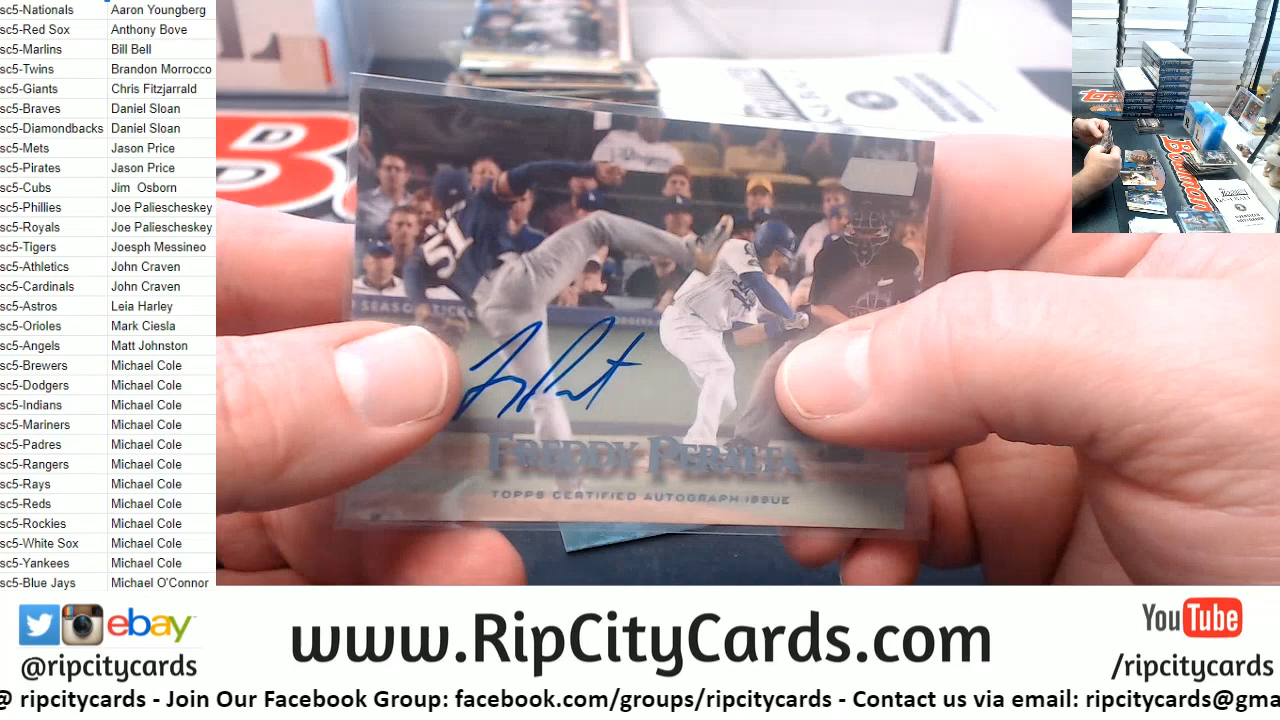 sc5-Nationals Aaron Youngberg
sc5-Red Sox Anthony Bove
sc5-Marlins Bill Bell
sc5-Twins Brandon Morrocco
sc5-Giants Chris Fitzjarrald
sc5-Braves Daniel Sloan
sc5-Diamondbacks Daniel Sloan
sc5-Mets Jason Price
sc5-Pirates Jason Price
sc5-Cubs Jim Osborn
sc5-Phillies Joe Paliescheskey
sc5-Royals Joe Paliescheskey
sc5-Tigers Joesph Messineo
sc5-Athletics John Craven
sc5-Cardinals John Craven
sc5-Astros Leia Harley
sc5-Orioles Mark Ciesla
sc5-Angels Matt Johnston
sc5-Brewers Michael Cole
sc5-Dodgers Michael Cole
sc5-Indians Michael Cole
sc5-Mariners Michael Cole
sc5-Padres Michael Cole
sc5-Rangers Michael Cole
sc5-Rays Michael Cole
sc5-Reds Michael Cole
sc5-Rockies Michael Cole
sc5-White Sox Michael Cole
sc5-Yankees Michael Cole
sc5-Blue Jays Michael O'Connor
51
SEASON TICK
FREDDY PERALTA
TOPPS CERTIFIED AUTOGRAPH ISSUE
Bowman
ebay
@ripcitycards
www.RipCityCards.com
YouTube
/ripcitycards
@ ripcitycards - Join Our Facebook Group: facebook.com/groups/ripcitycards - Contact us via email: ripcitycards@gma